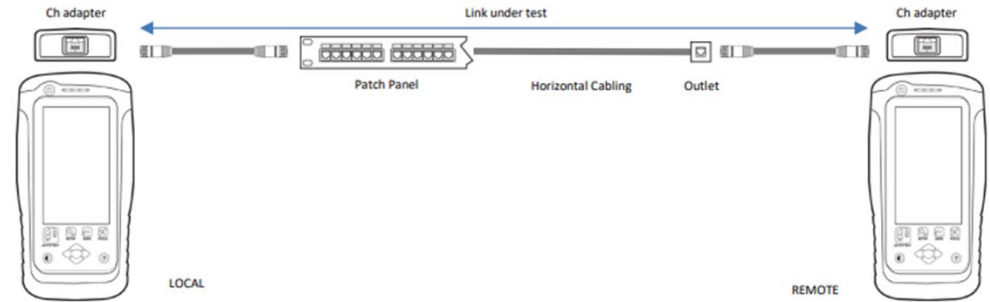 Ch adapter
Link under test
Ch adapter
Patch Panel
Horizontal Cabling
Outlet
LOCAL
REMOTE